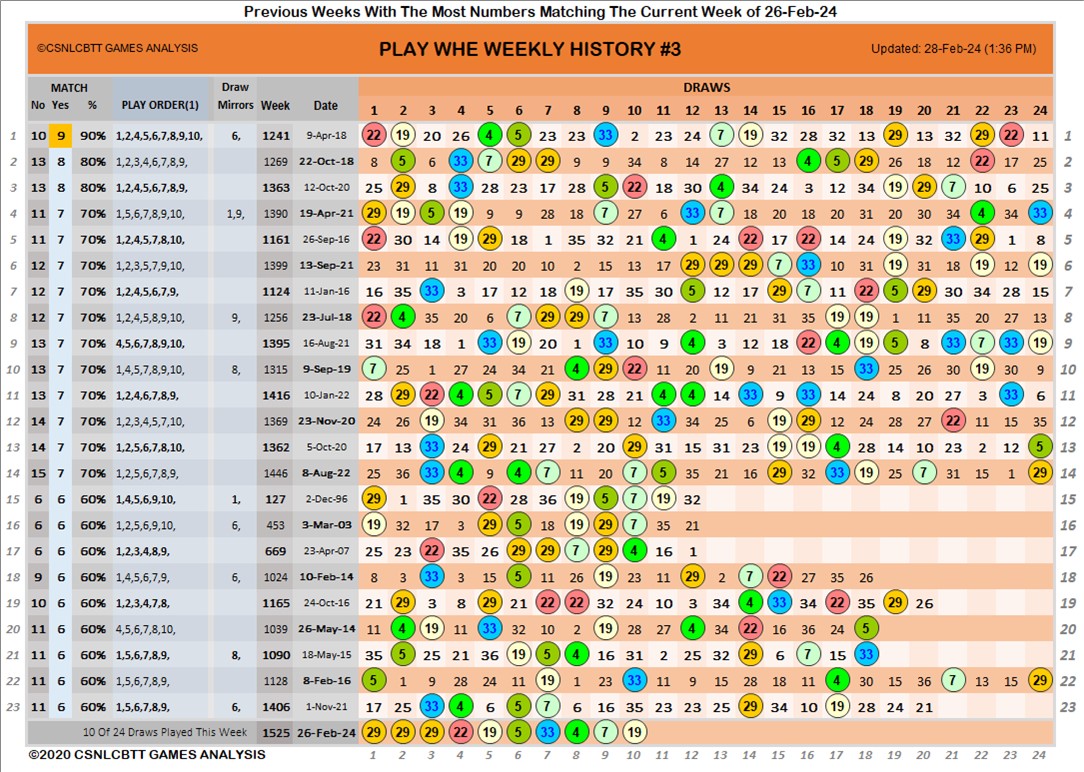 Previous Weeks With The Most Numbers Matching The Current Week of 26-Feb-24
©CSNLCBTT GAMES ANALYSIS PLAY WHE WEEKLY HISTORY #3 Updated: 28-Feb-24 (1:36 PM)
MATCH Draw DRAWS
No Yes % PLAY ORDER(1) Mirrors Week Date 1 2 3 4 5 6 7 8 9 10 11 12 13 14 15 16 17 18 19 20 21 22 23 24
1 10 9 90% 1,2,4,5,6,7,8,9,10, 6, 1241 9-Apr-18 22 19 20 26 4 5 23 23 33 2 23 24 7 19 32 28 32 13 29 13 32 29 22 11 1
2 13 8 80% 1,2,3,4,6,7,8,9, 1269 22-Oct-18 8 5 6 33 7 29 29 9 9 34 8 14 27 12 13 4 5 29 26 18 12 22 17 25 2
3 13 8 80% 1,2,4,5,6,7,8,9, 1363 12-Oct-20 25 29 8 33 28 23 17 28 5 22 18 30 4 34 24 3 12 34 19 29 7 10 6 25 3
4 11 7 70% 1,5,6,7,8,9,10, 1,9, 1390 19-Apr-21 29 19 5 19 9 9 28 18 7 27 6 33 7 18 20 18 20 31 20 30 34 4 34 33 4
5 11 7 70% 1,2,4,5,7,8,10, 1161 26-Sep-16 22 30 14 19 29 18 1 35 32 21 4 1 24 22 17 22 14 24 19 32 33 29 1 8 5
6 12 7 70% 1,2,3,5,7,9,10, 1399 13-Sep-21 23 31 11 31 20 20 10 2 15 13 17 29 29 29 7 33 10 31 19 31 18 19 12 19 6
7 12 7 70% 1,2,4,5,6,7,9, 1124 11-Jan-16 16 35 33 3 17 12 18 19 17 35 30 5 12 17 29 7 11 22 5 29 30 34 28 15 7
8 12 7 70% 1,2,4,5,8,9,10, 9, 1256 23-Jul-18 22 4 35 20 6 7 29 29 7 13 28 2 11 21 31 35 19 19 1 11 35 20 27 13 8
9 13 7 70% 4,5,6,7,8,9,10, 1395 16-Aug-21 31 34 18 1 33 19 20 1 33 10 9 4 3 12 18 22 4 19 5 8 33 7 33 19 9
10 13 7 70% 1,4,5,7,8,9,10, 8, 1315 9-Sep-19 7 25 1 27 24 34 21 4 29 22 11 20 19 9 21 13 15 33 26 25 30 19 30 9 10
11 13 7 70% 1,2,4,6,7,8,9, 1416 10-Jan-22 28 29 22 4 5 7 29 31 28 21 4 4 14 33 9 33 14 24 8 20 27 3 33 6 11
12 14 7 70% 1,2,3,4,5,7,10, 1369 23-Nov-20 24 26 19 34 31 36 13 29 29 12 33 34 25 6 19 29 12 24 28 27 22 11 15 35 12
13 14 7 70% 1,2,5,6,7,8,10, 1362 5-Oct-20 17 13 33 24 29 21 27 2 20 29 31 15 31 23 19 19 4 28 14 10 23 2 12 5 13
14 15 7 70% 1,2,5,6,7,8,9, 1446 8-Aug-22 25 36 33 4 9 4 7 11 20 7 5 35 21 16 29 32 33 19 25 7 31 15 1 29 14
15 6 6 60% 1,4,5,6,9,10, 1, 127 2-Dec-96 29 1 35 30 22 28 36 19 5 7 19 32 15
16 6 6 60% 1,2,5,6,9,10, 6, 453 3-Mar-03 19 32 17 3 29 5 18 19 29 7 35 21 16
17 6 6 60% 1,2,3,4,8,9, 669 23-Apr-07 25 23 22 35 26 29 29 7 29 4 16 1 17
18 9 6 60% 1,4,5,6,7,9, 6, 1024 10-Feb-14 8 3 33 3 15 5 11 26 19 23 11 29 2 7 22 27 35 26 18
19 10 6 60% 1,2,3,4,7,8, 1165 24-Oct-16 21 29 3 8 29 21 22 22 32 24 10 3 34 4 33 34 22 35 29 26 19
20 11 6 60% 4,5,6,7,8,10, 1039 26-May-14 11 4 19 11 33 32 10 2 19 28 27 4 34 22 16 36 24 5 20
21 11 6 60% 1,5,6,7,8,9, 8, 1090 18-May-15 35 5 25 21 36 19 5 4 16 31 2 25 32 29 6 7 15 33 21
22 11 6 60% 1,5,6,7,8,9, 1128 8-Feb-16 5 1 9 28 24 11 19 1 23 33 11 9 15 28 18 11 4 30 15 35 7 13 15 29 22
23 11 6 60% 1,5,6,7,8,9, 6, 1406 1-Nov-21 17 25 33 4 6 5 7 6 16 35 23 23 25 29 34 10 19 28 24 21 23
10 Of 24 Draws Played This Week 1525 26-Feb-24 29 29 29 22 19 5 33 4 7 19
©2020 CSNLCBTT GAMES ANALYSIS 1 2 3 4 5 6 7 8 9 10 11 12 13 14 15 16 17 18 19 20 21 22 23 24